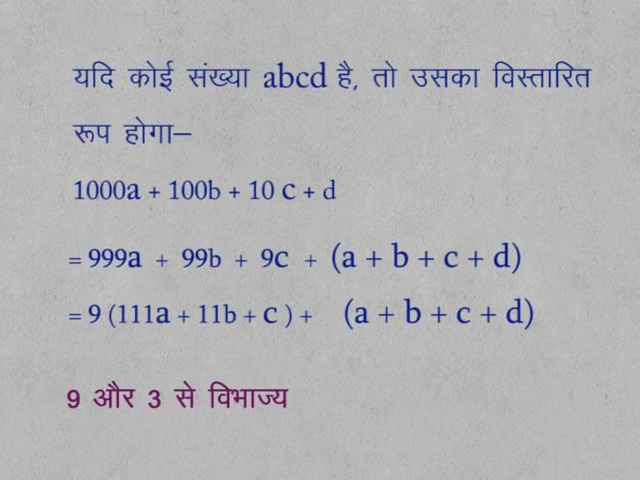 यदि कोई संख्या abcd है, तो उसका विस्तारित
रूप होगा–
1000a + 100b + 10 c + d
= 999a + 99b + 9c + (a + b + c + d)
= 9 (111a + 11b + c ) + (a + b + c + d)
9 और 3 से विभाज्य